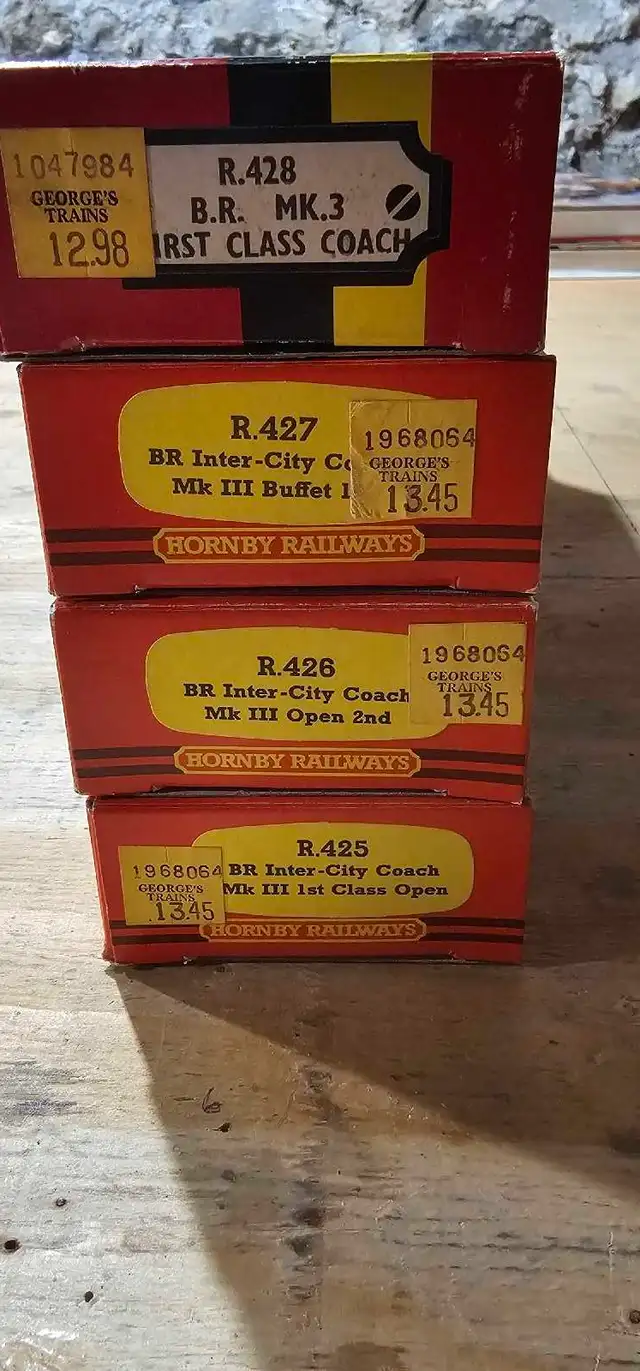 1047984
GEORGE'S
TRAINS
12.98
R.428
B.R. MK.3
IRST CLASS COACH
R.427
BR Inter-City Co
Mk III Buffet 1
1968064
GEORGE'S
TRAINS
13.45
HORNBY RAILWAYS
R.426
BR Inter-City Coach
Mk III Open 2nd
1968064
GEORGE'S
TRAINS
13.45
HORNBY RAILWAYS
1968064
GEORGE'S
TRAINS
13.45
R.425
BR Inter-City Coach
Mk III 1st Class Open
HORNBY RAILWAYS